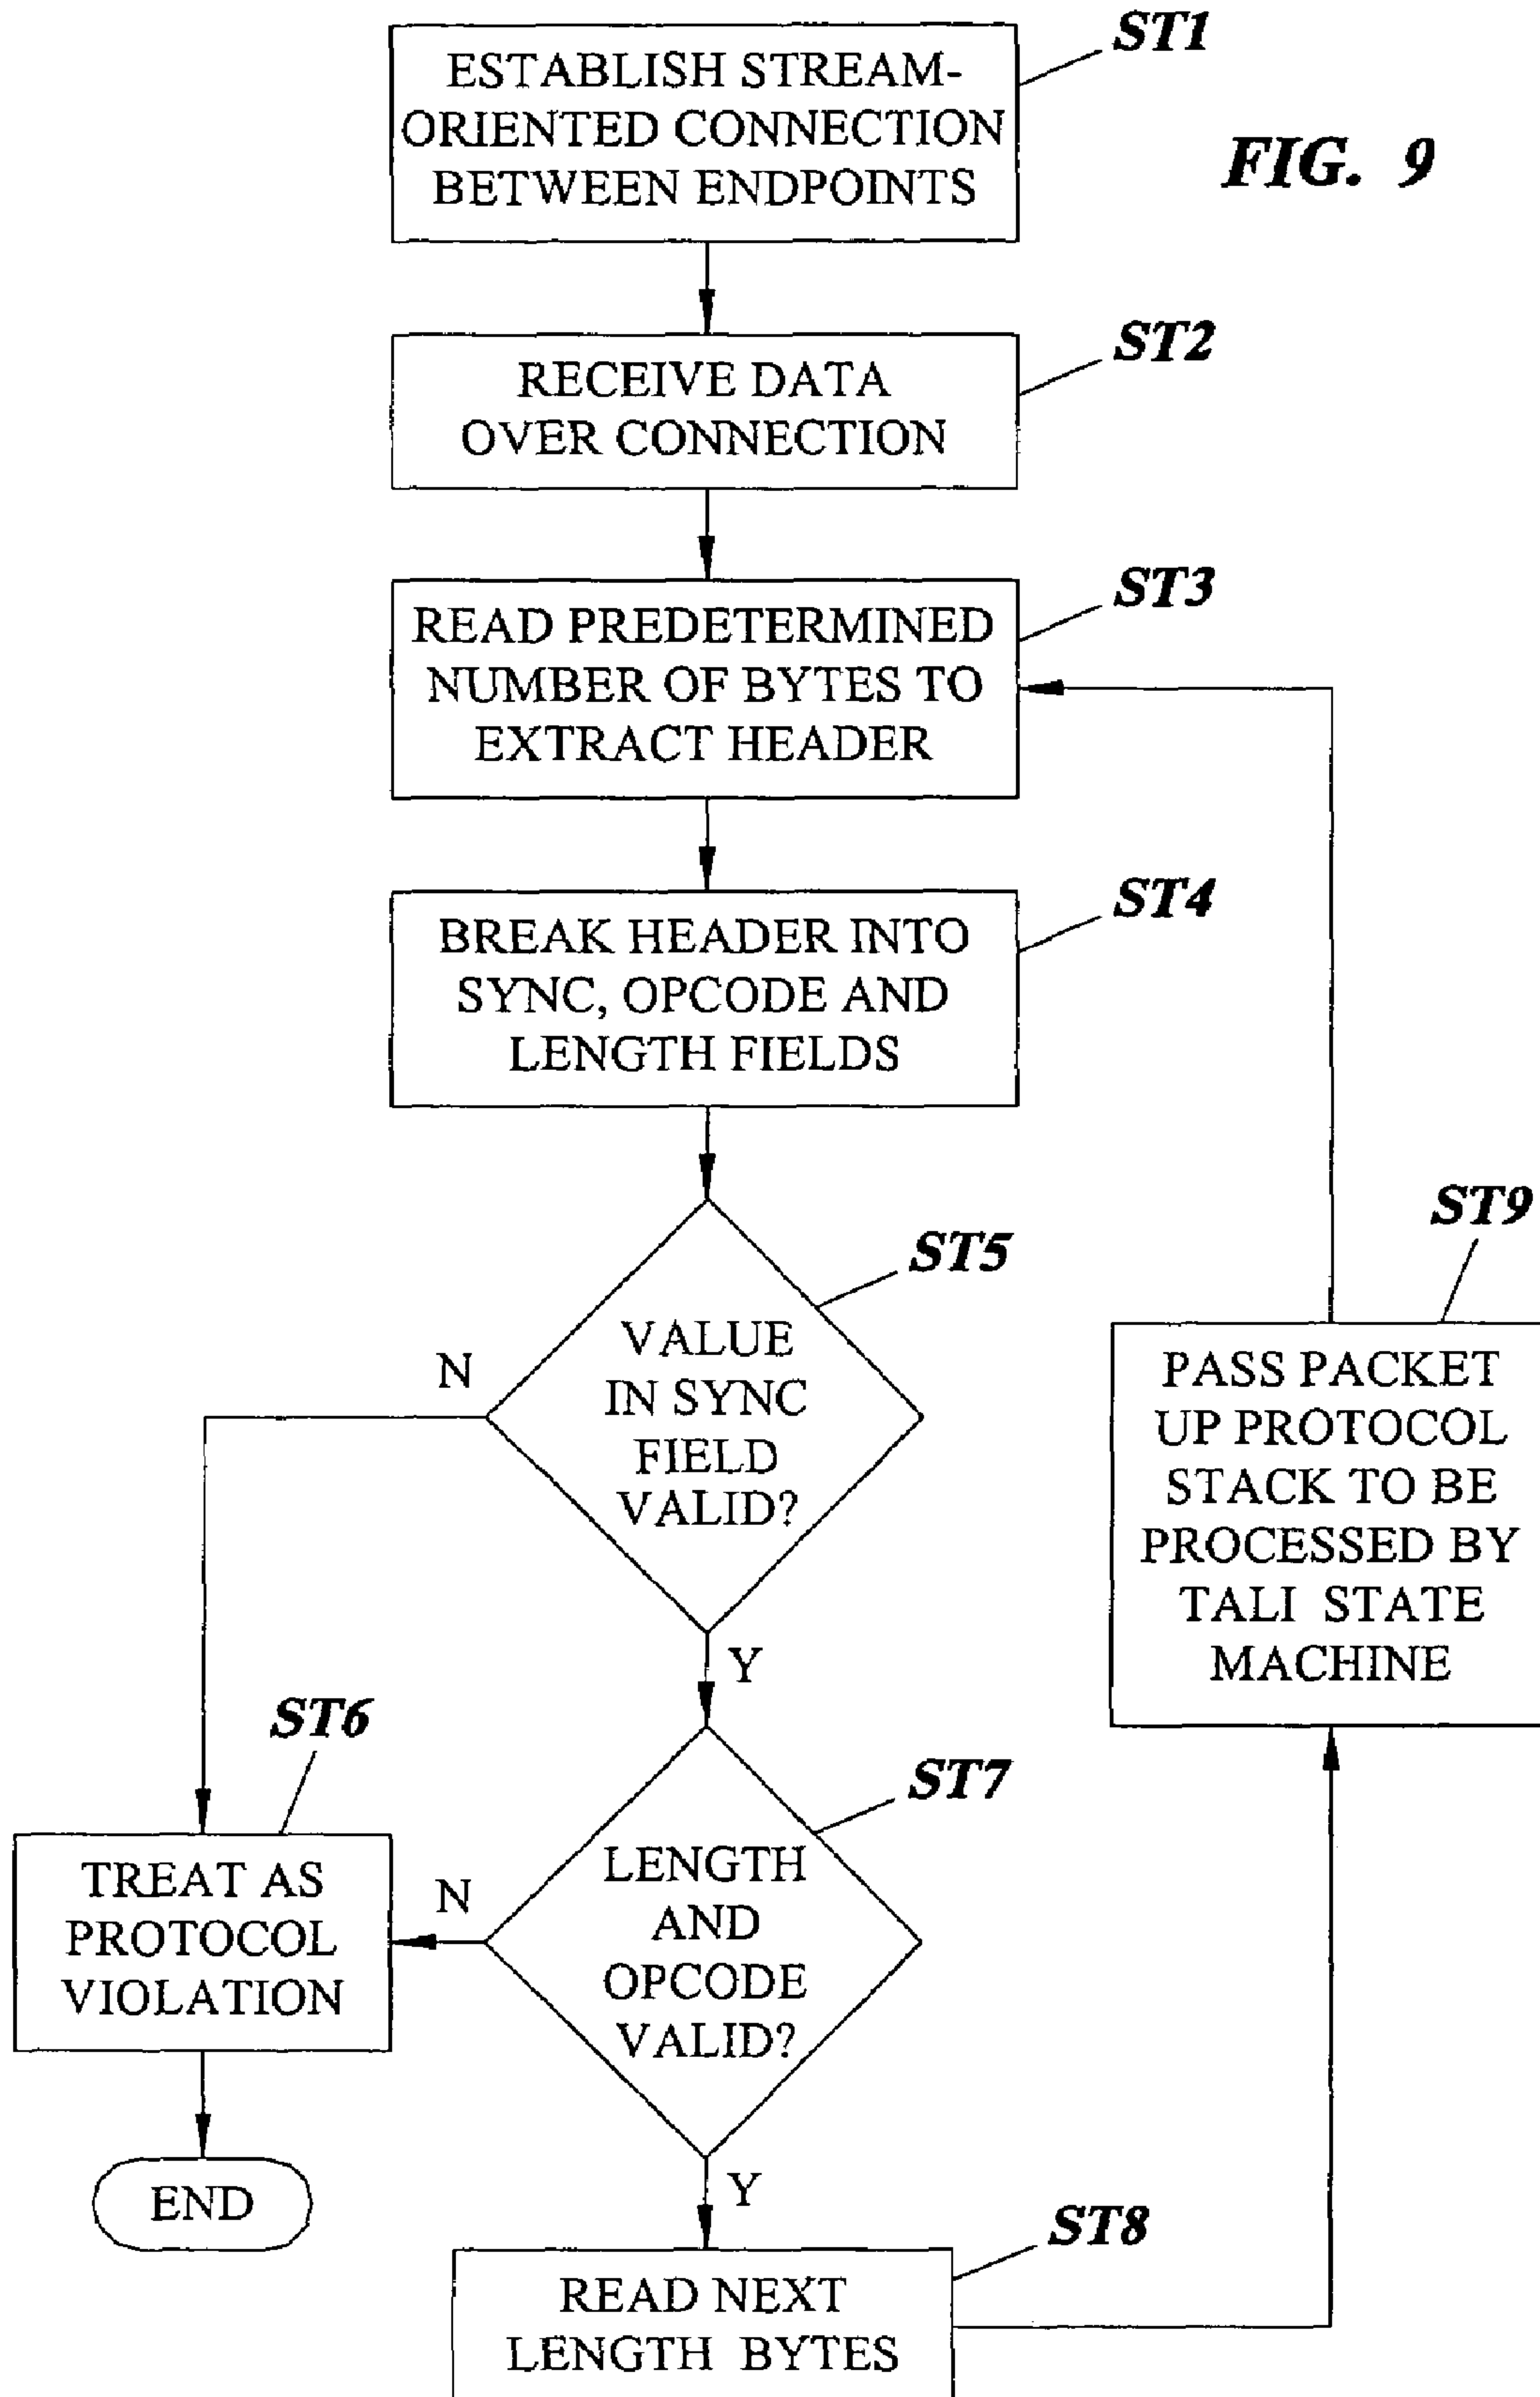 ST1
ESTABLISH STREAM-
ORIENTED CONNECTION
BETWEEN ENDPOINTS
FIG. 9
ST2
RECEIVE DATA
OVER CONNECTION
ST3
READ PREDETERMINED
NUMBER OF BYTES TO
EXTRACT HEADER
ST4
BREAK HEADER INTO
SYNC, OPCODE AND
LENGTH FIELDS
ST5
VALUE
IN SYNC
FIELD
VALID?
N
Y
ST6
TREAT AS
PROTOCOL
VIOLATION
END
ST7
LENGTH
AND
OPCODE
VALID?
N
Y
ST8
READ NEXT
LENGTH BYTES
ST9
PASS PACKET
UP PROTOCOL
STACK TO BE
PROCESSED BY
TALI STATE
MACHINE